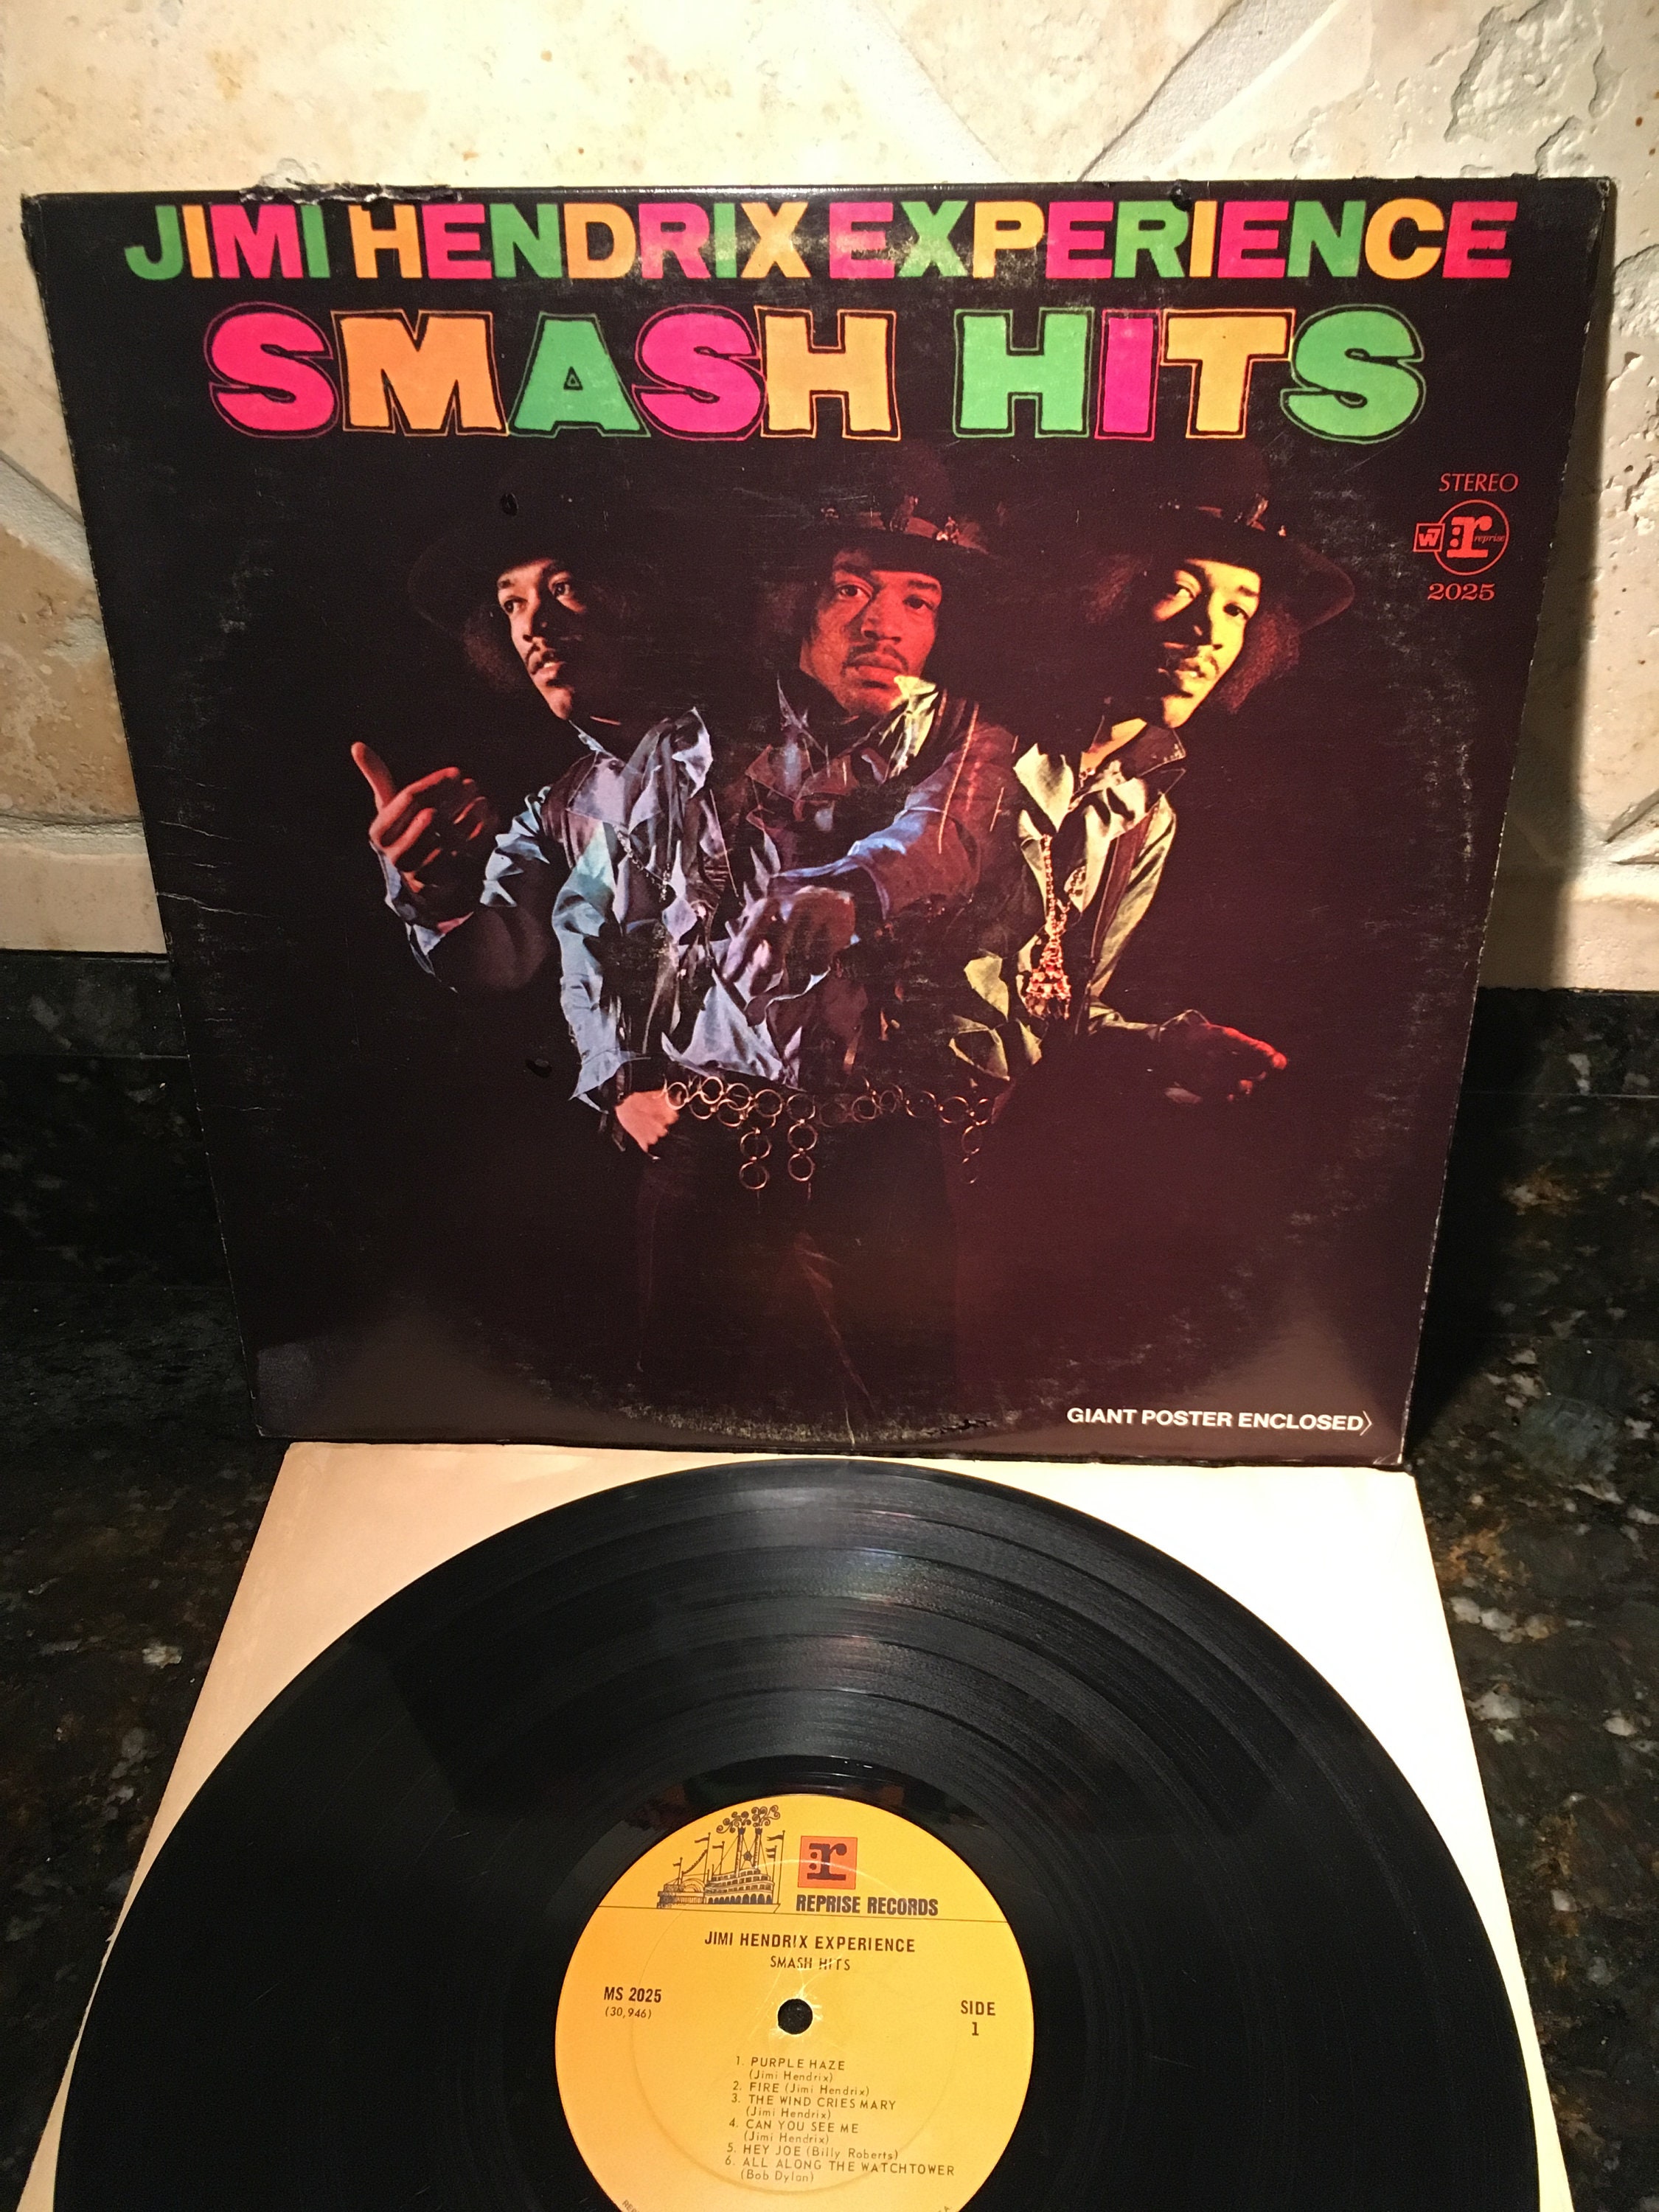 JIMI HENDRIX EXPERIENCE
SMASH HITS
STEREO
W r reprise
2025
GIANT POSTER ENCLOSED>
r
REPRISE RECORDS
JIMI HENDRIX EXPERIENCE
SMASH HITS
MS 2025
(30,946)
SIDE
1
1. PURPLE HAZE
(Jimi Hendrix)
2. FIRE (Jimi Hendrix)
3. THE WIND CRIES MARY
(Jimi Hendrix)
4. CAN YOU SEE ME
(Jimi Hendrix)
5. HEY JOE (Billy Roberts)
6. ALL ALONG THE WATCHTOWER
(Bob Dylan)